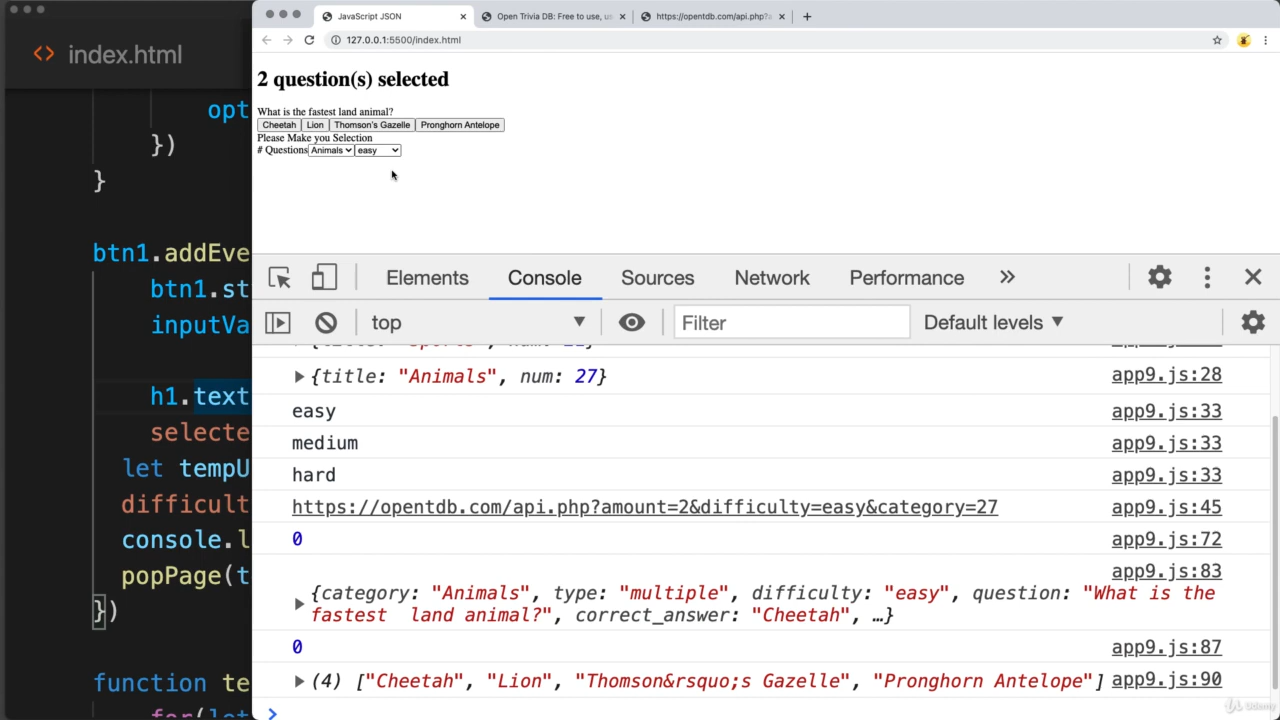 index.html
opt
})
}
btn1.addEve
btn1.st
inputVa
h1.text
selecte
let tempU
difficult
console.l
popPage(t
})
function te
JavaScript JSON
Open Trivia DB: Free to use, us
https://opentdb.com/api.php?a
127.0.0.1:5500/index.html
2 question(s) selected
What is the fastest land animal?
Cheetah Lion Thomson's Gazelle Pronghorn Antelope
Please Make you Selection
# Questions Animals easy
Elements Console Sources Network Performance
top Filter Default levels
{title: "Animals", num: 27} app9.js:28
easy app9.js:33
medium app9.js:33
hard app9.js:33
https://opentdb.com/api.php?amount=2&difficulty=easy&category=27 app9.js:45
0 app9.js:72
app9.js:83
{category: "Animals", type: "multiple", difficulty: "easy", question: "What is the
fastest  land animal?", correct_answer: "Cheetah", …}
0 app9.js:87
(4) ["Cheetah", "Lion", "Thomson&rsquo;s Gazelle", "Pronghorn Antelope"] app9.js:90
Udemy